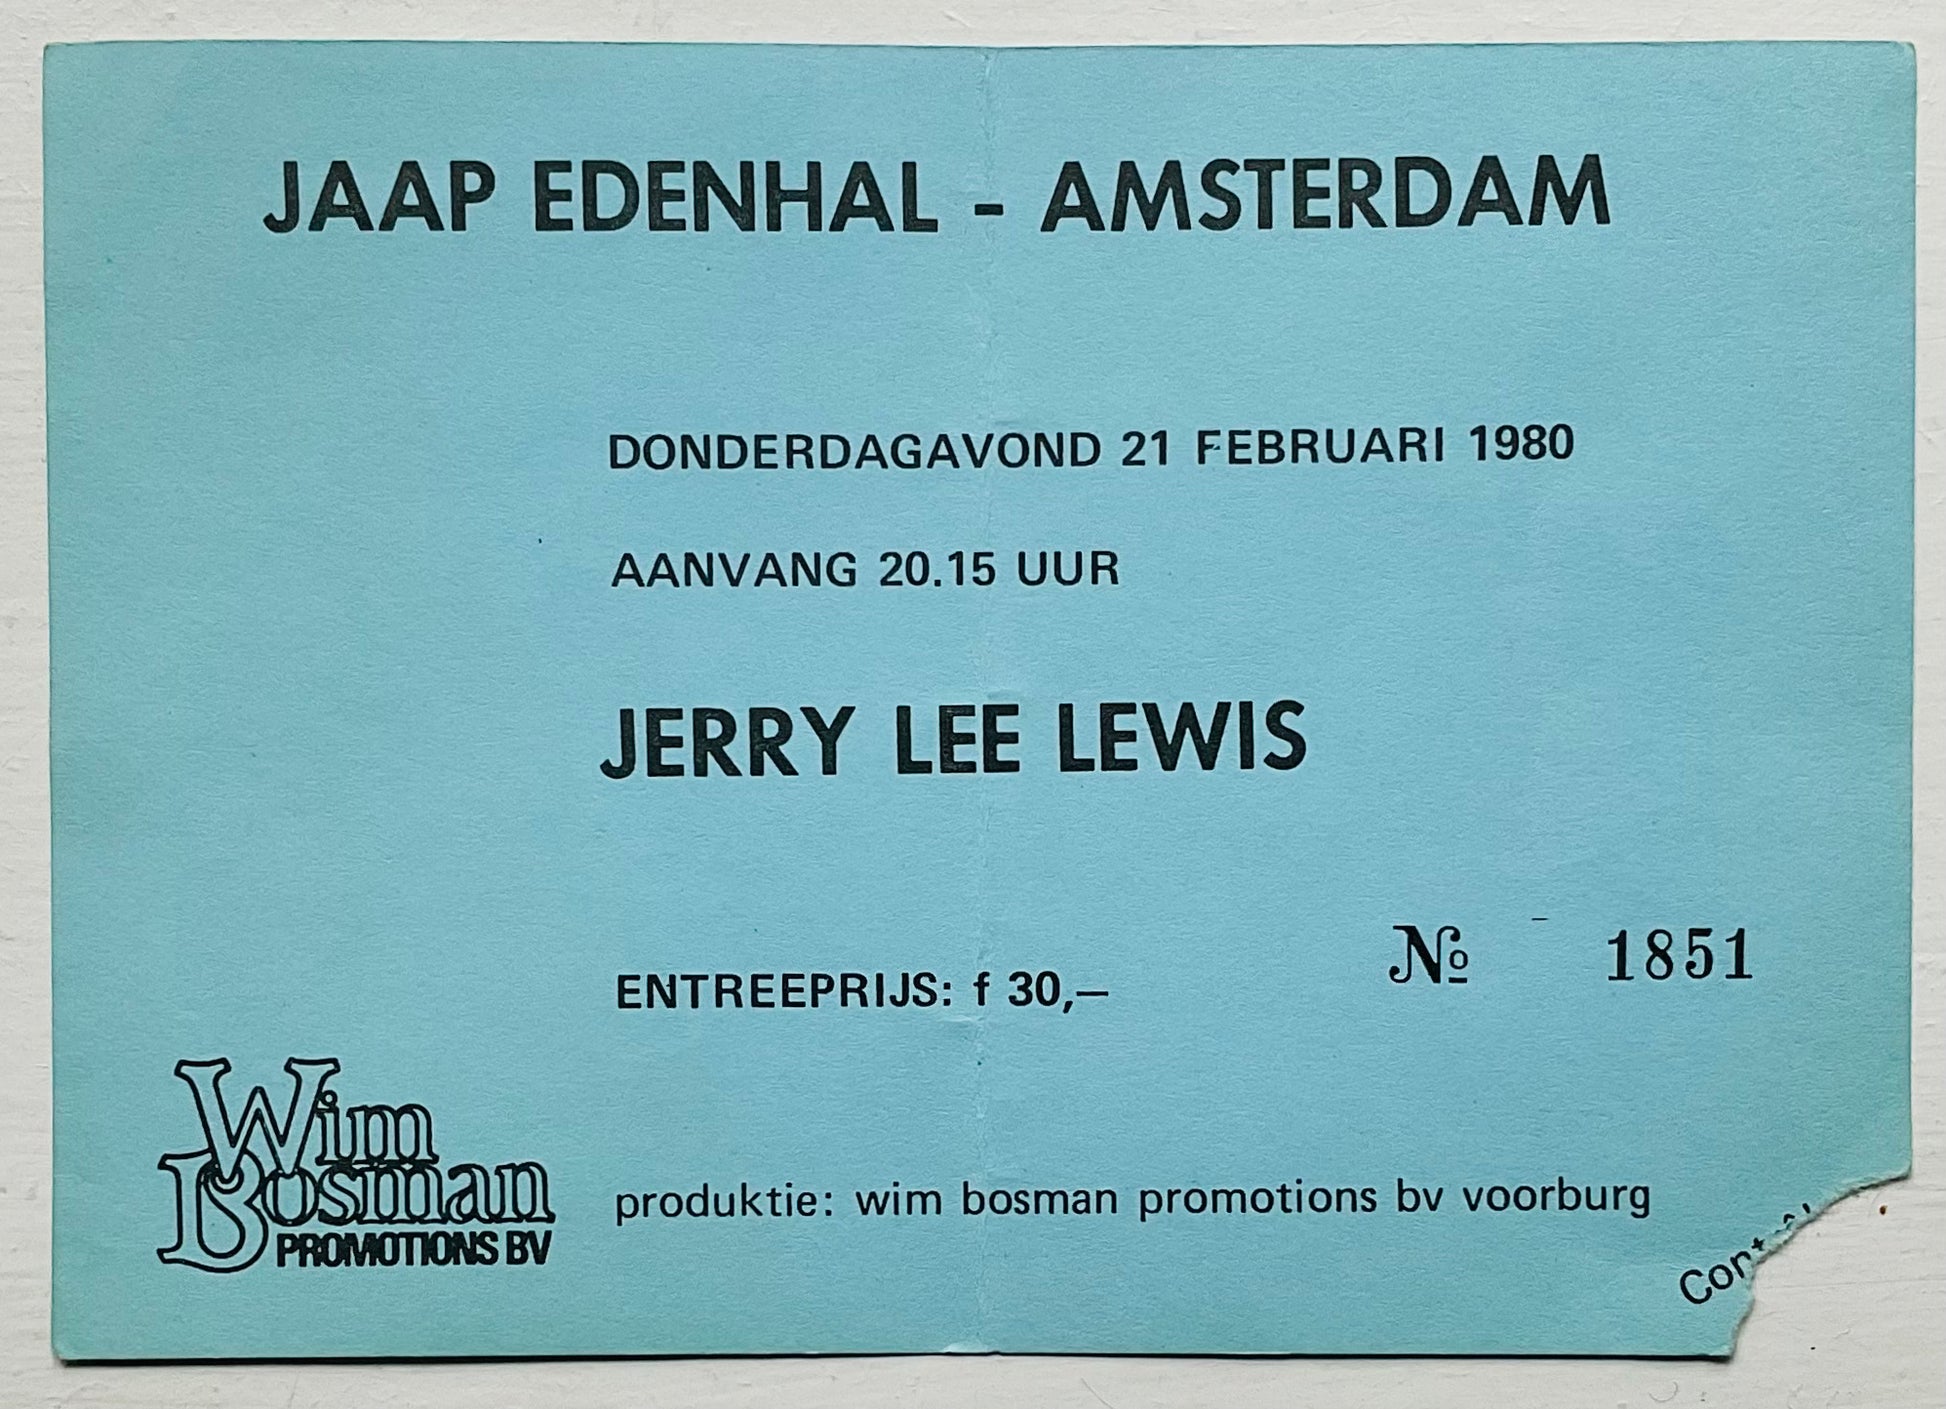 JAAP EDENHAL - AMSTERDAM
DONDERDAGAVOND 21 FEBRUARI 1980
AANVANG 20.15 UUR
JERRY LEE LEWIS
№ 1851
ENTREEPRIJS: f 30,—
Wim
Bosman
PROMOTIONS BV
produktie: wim bosman promotions bv voorburg